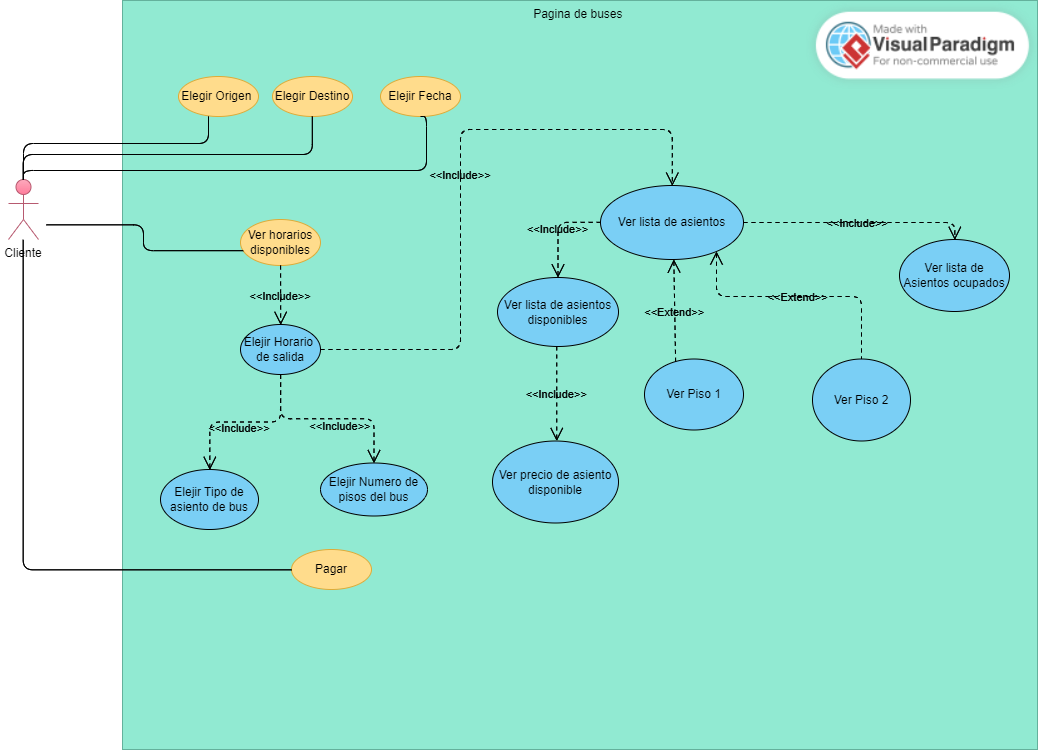 Pagina de buses
Made with
Visual Paradigm
For non-commercial use
Elegir Origen
Elegir Destino
Elejir Fecha
<<Include>>
Cliente
Ver horarios
disponibles
Ver lista de asientos
<<Include>>
<<Include>>
Ver lista de
Asientos ocupados
<<Include>>
Ver lista de asientos
disponibles
<<Extend>>
<<Extend>>
Elejir Horario
de salida
<<Include>>
Ver Piso 1
Ver Piso 2
<<Include>>
<<Include>>
Elejir Tipo de
asiento de bus
Elejir Numero de
pisos del bus
Ver precio de asiento
disponible
Pagar